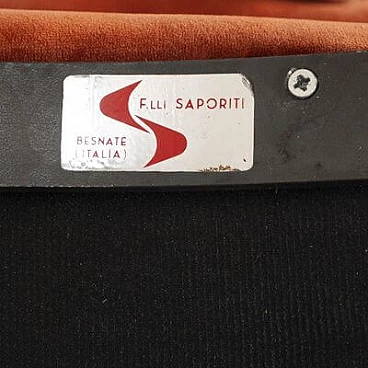 F.LLI SAPORITI
BESNATE
(ITALIA)